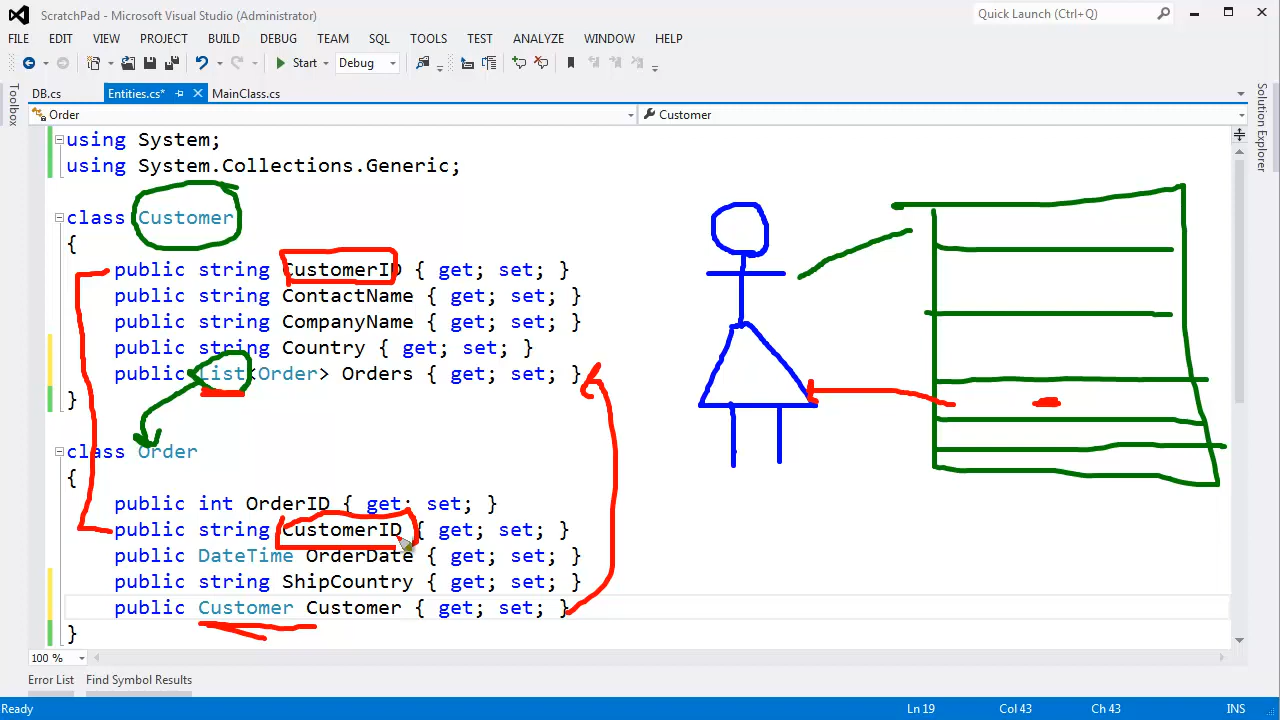 ScratchPad - Microsoft Visual Studio (Administrator)
Quick Launch (Ctrl+Q)
FILE EDIT VIEW PROJECT BUILD DEBUG TEAM SQL TOOLS TEST ANALYZE WINDOW HELP
Start Debug
DB.cs Entities.cs* MainClass.cs
Order Customer
Toolbox
Solution Explorer
using System;
using System.Collections.Generic;
class Customer
{
public string CustomerID { get; set; }
public string ContactName { get; set; }
public string CompanyName { get; set; }
public string Country { get; set; }
public List<Order> Orders { get; set; }
}
class Order
{
public int OrderID { get; set; }
public string CustomerID { get; set; }
public DateTime OrderDate { get; set; }
public string ShipCountry { get; set; }
public Customer Customer { get; set; }
}
100 %
Error List Find Symbol Results
Ready Ln 19 Col 43 Ch 43 INS